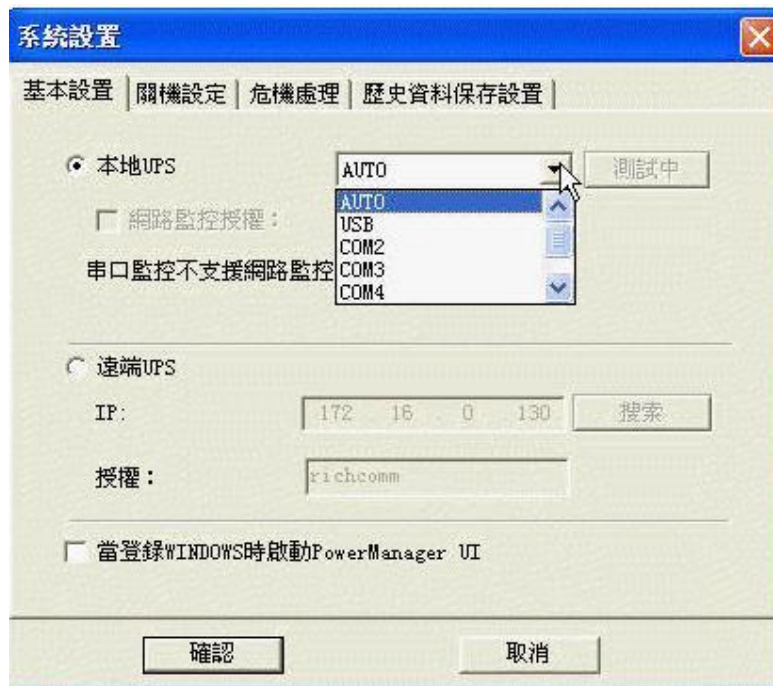 系統設置
基本設置 關機設定 危機處理 歷史資料保存設置
本地UPS AUTO 測試中
AUTO
網路監控授權：
USB
COM2
串口監控不支援網路監控 COM3
COM4
遠端UPS
IP: 172 16 . 0 . 130 搜索
授權： richcomm
當登錄WINDOWS時啟動PowerManager UI
確認 取消